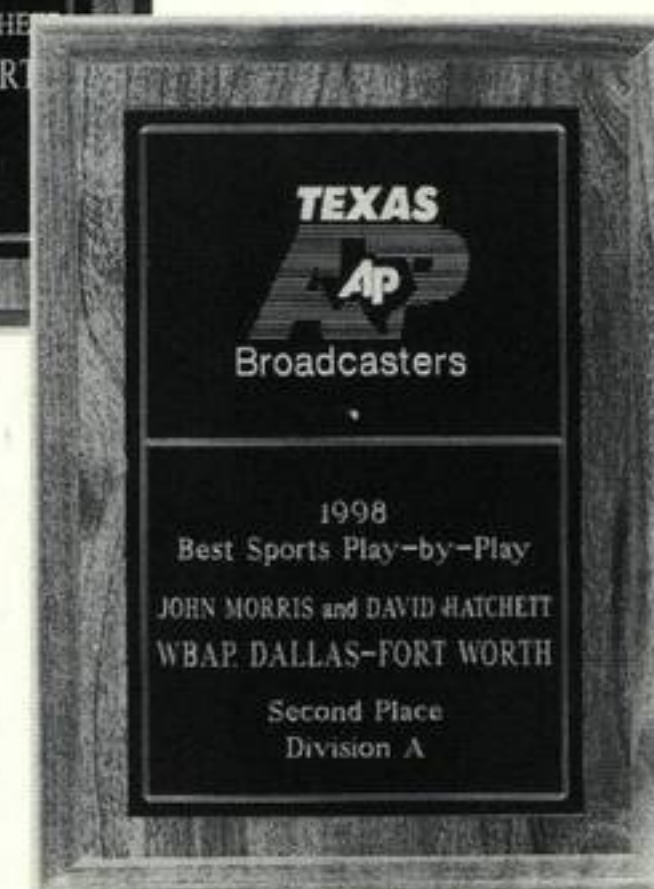 TEXAS
AP
AP
Broadcasters
1998
Best Sports Play-by-Play
JOHN MORRIS and DAVID HATCHETT
WBAP. DALLAS-FORT WORTH
Second Place
Division A